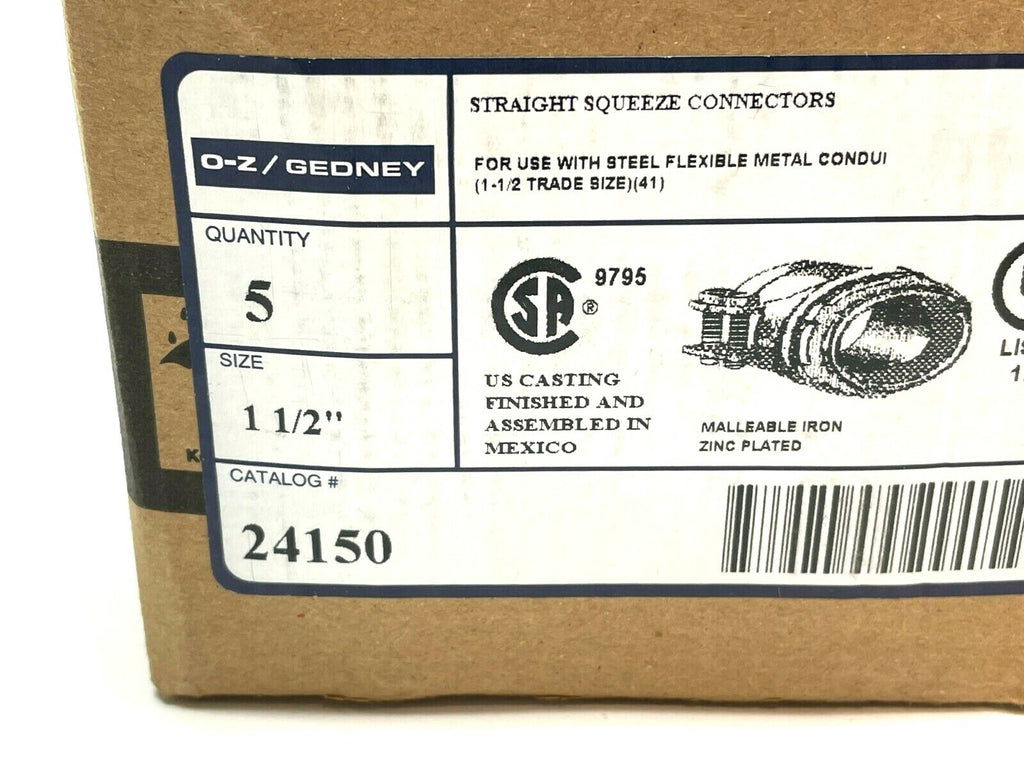 O-Z/GEDNEY
STRAIGHT SQUEEZE CONNECTORS
FOR USE WITH STEEL FLEXIBLE METAL CONDUI
(1-1/2 TRADE SIZE)(41)
QUANTITY
5
SIZE
1 1/2"
CSA
®
9795
US CASTING
FINISHED AND
ASSEMBLED IN
MEXICO
MALLEABLE IRON
ZINC PLATED
CATALOG #
24150